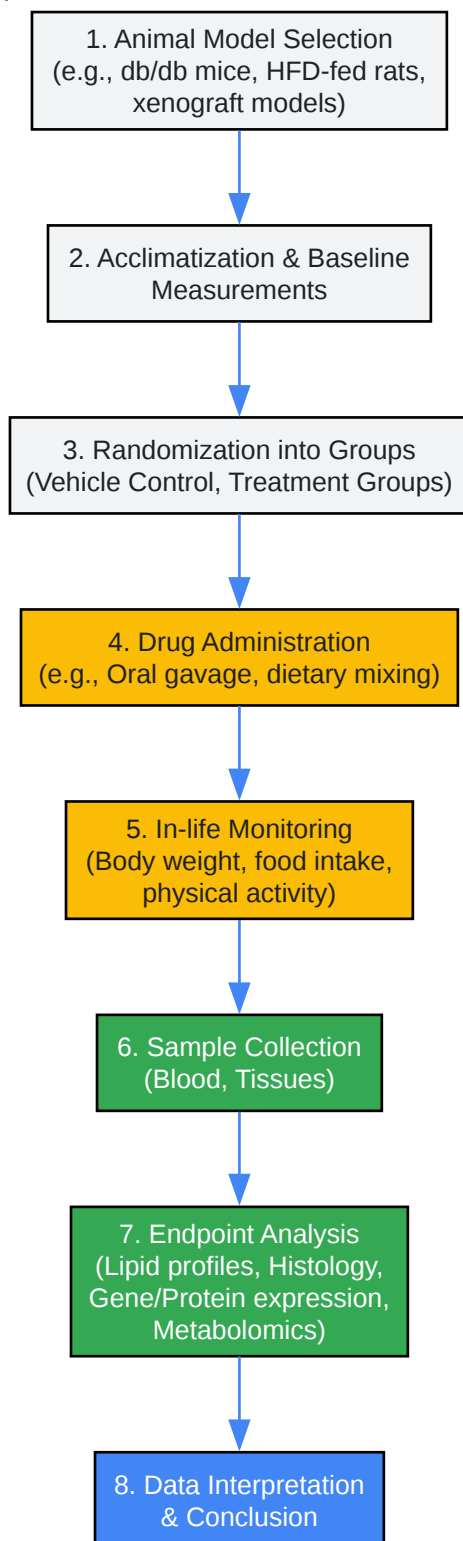 1. Animal Model Selection
(e.g., db/db mice, HFD-fed rats,
xenograft models)
2. Acclimatization & Baseline
Measurements
3. Randomization into Groups
(Vehicle Control, Treatment Groups)
4. Drug Administration
(e.g., Oral gavage, dietary mixing)
5. In-life Monitoring
(Body weight, food intake,
physical activity)
6. Sample Collection
(Blood, Tissues)
7. Endpoint Analysis
(Lipid profiles, Histology,
Gene/Protein expression,
Metabolomics)
8. Data Interpretation
& Conclusion